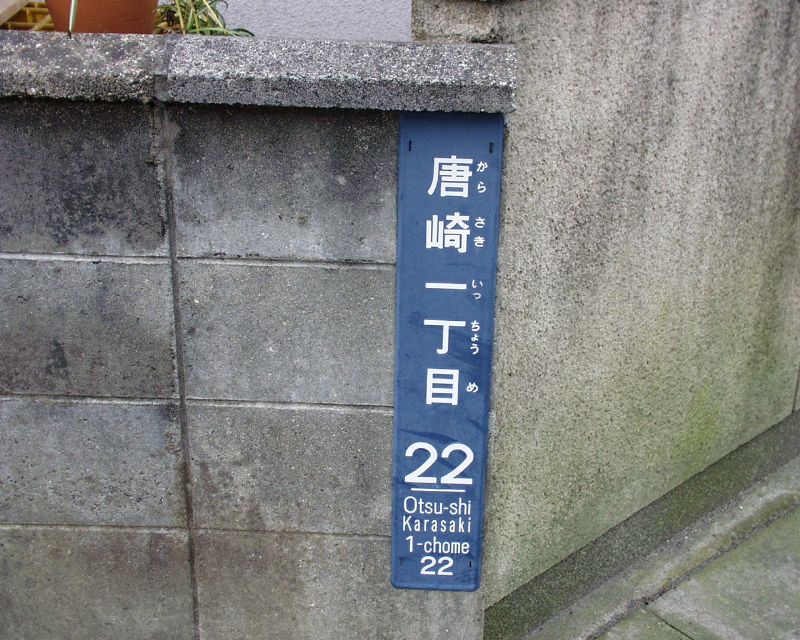 唐崎一丁目
からさきいっちょうめ
22
Otsu-shi
Karasaki
1-chome
22